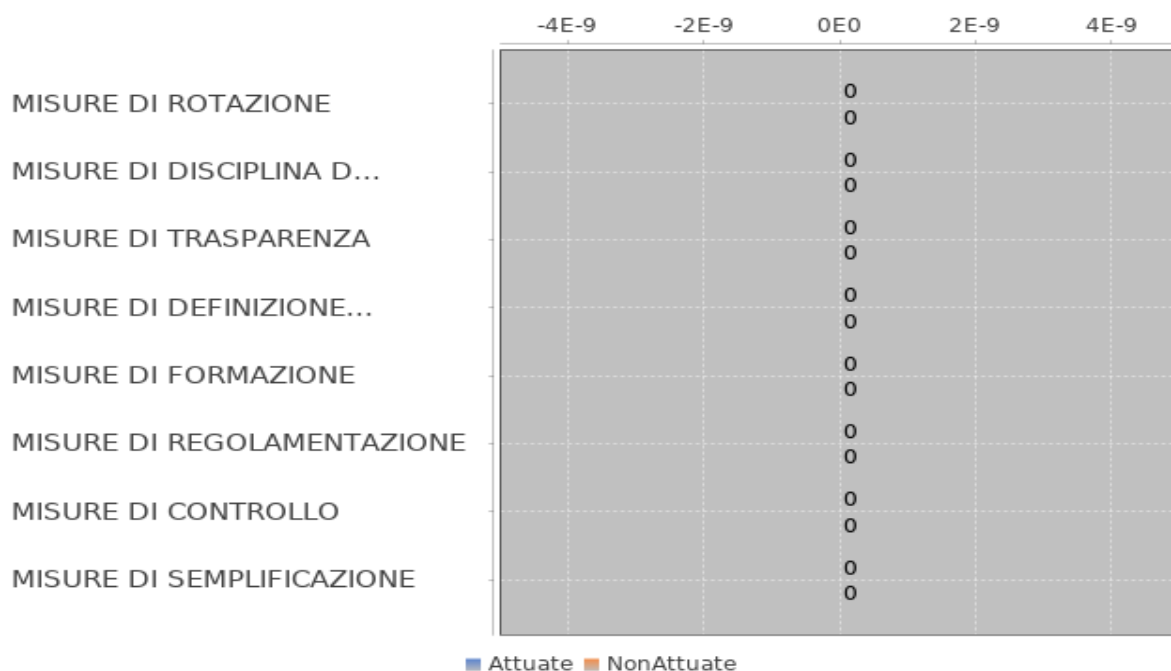 -4E-9 -2E-9 0E0 2E-9 4E-9
MISURE DI ROTAZIONE 0
0
MISURE DI DISCIPLINA D... 0
0
MISURE DI TRASPARENZA 0
0
MISURE DI DEFINIZIONE... 0
0
MISURE DI FORMAZIONE 0
0
MISURE DI REGOLAMENTAZIONE 0
0
MISURE DI CONTROLLO 0
0
MISURE DI SEMPLIFICAZIONE 0
0
Attuate NonAttuate